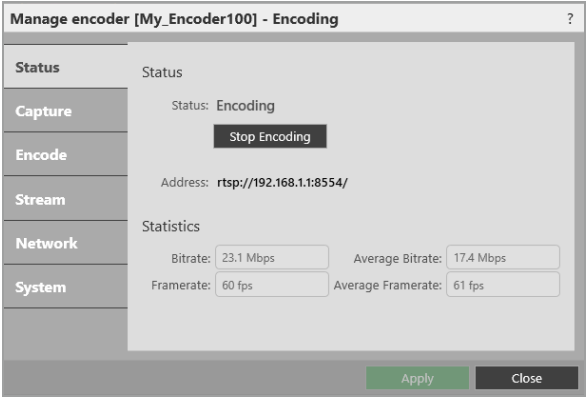 Manage encoder [My_Encoder100] - Encoding ?
Status
Capture
Encode
Stream
Network
System
Status
Status: Encoding
Stop Encoding
Address: rtsp://192.168.1.1:8554/
Statistics
Bitrate: 23.1 Mbps Average Bitrate: 17.4 Mbps
Framerate: 60 fps Average Framerate: 61 fps
Apply Close